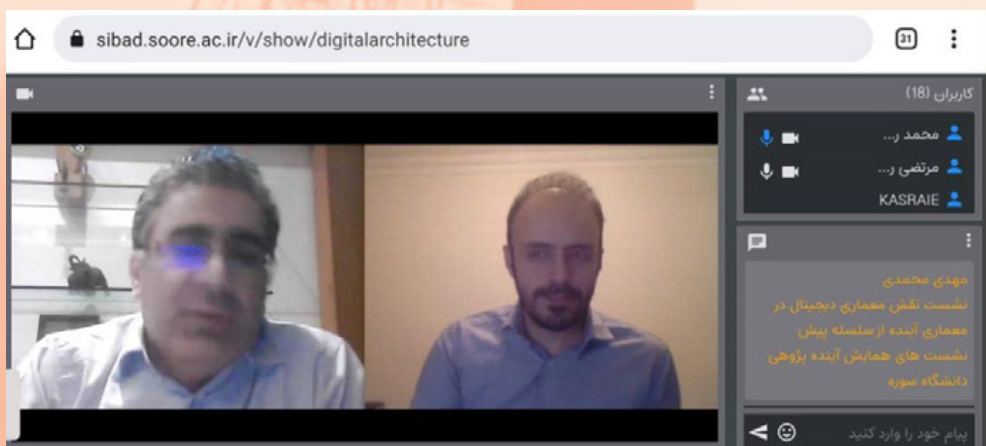 sibad.soore.ac.ir/v/show/digitalarchitecture
31
کاربران (18)
محمد ر...
مرتضی ر...
KASRAIE
مهدی محمدی
نشست نقش معماری دیجیتال در
معماری آینده از سلسله پیش
نشست های همایش آینده پژوهی
دانشگاه سوره
پیام خود را وارد کنید